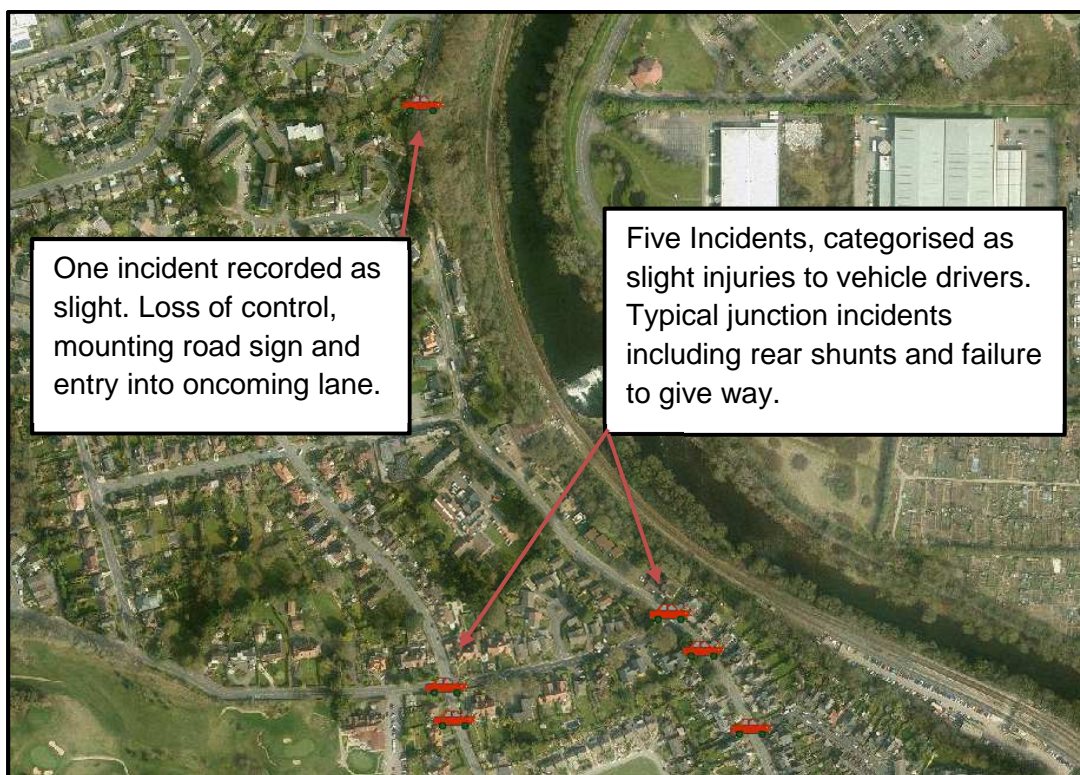 One incident recorded as
slight. Loss of control,
mounting road sign and
entry into oncoming lane.
Five Incidents, categorised as
slight injuries to vehicle drivers.
Typical junction incidents
including rear shunts and failure
to give way.